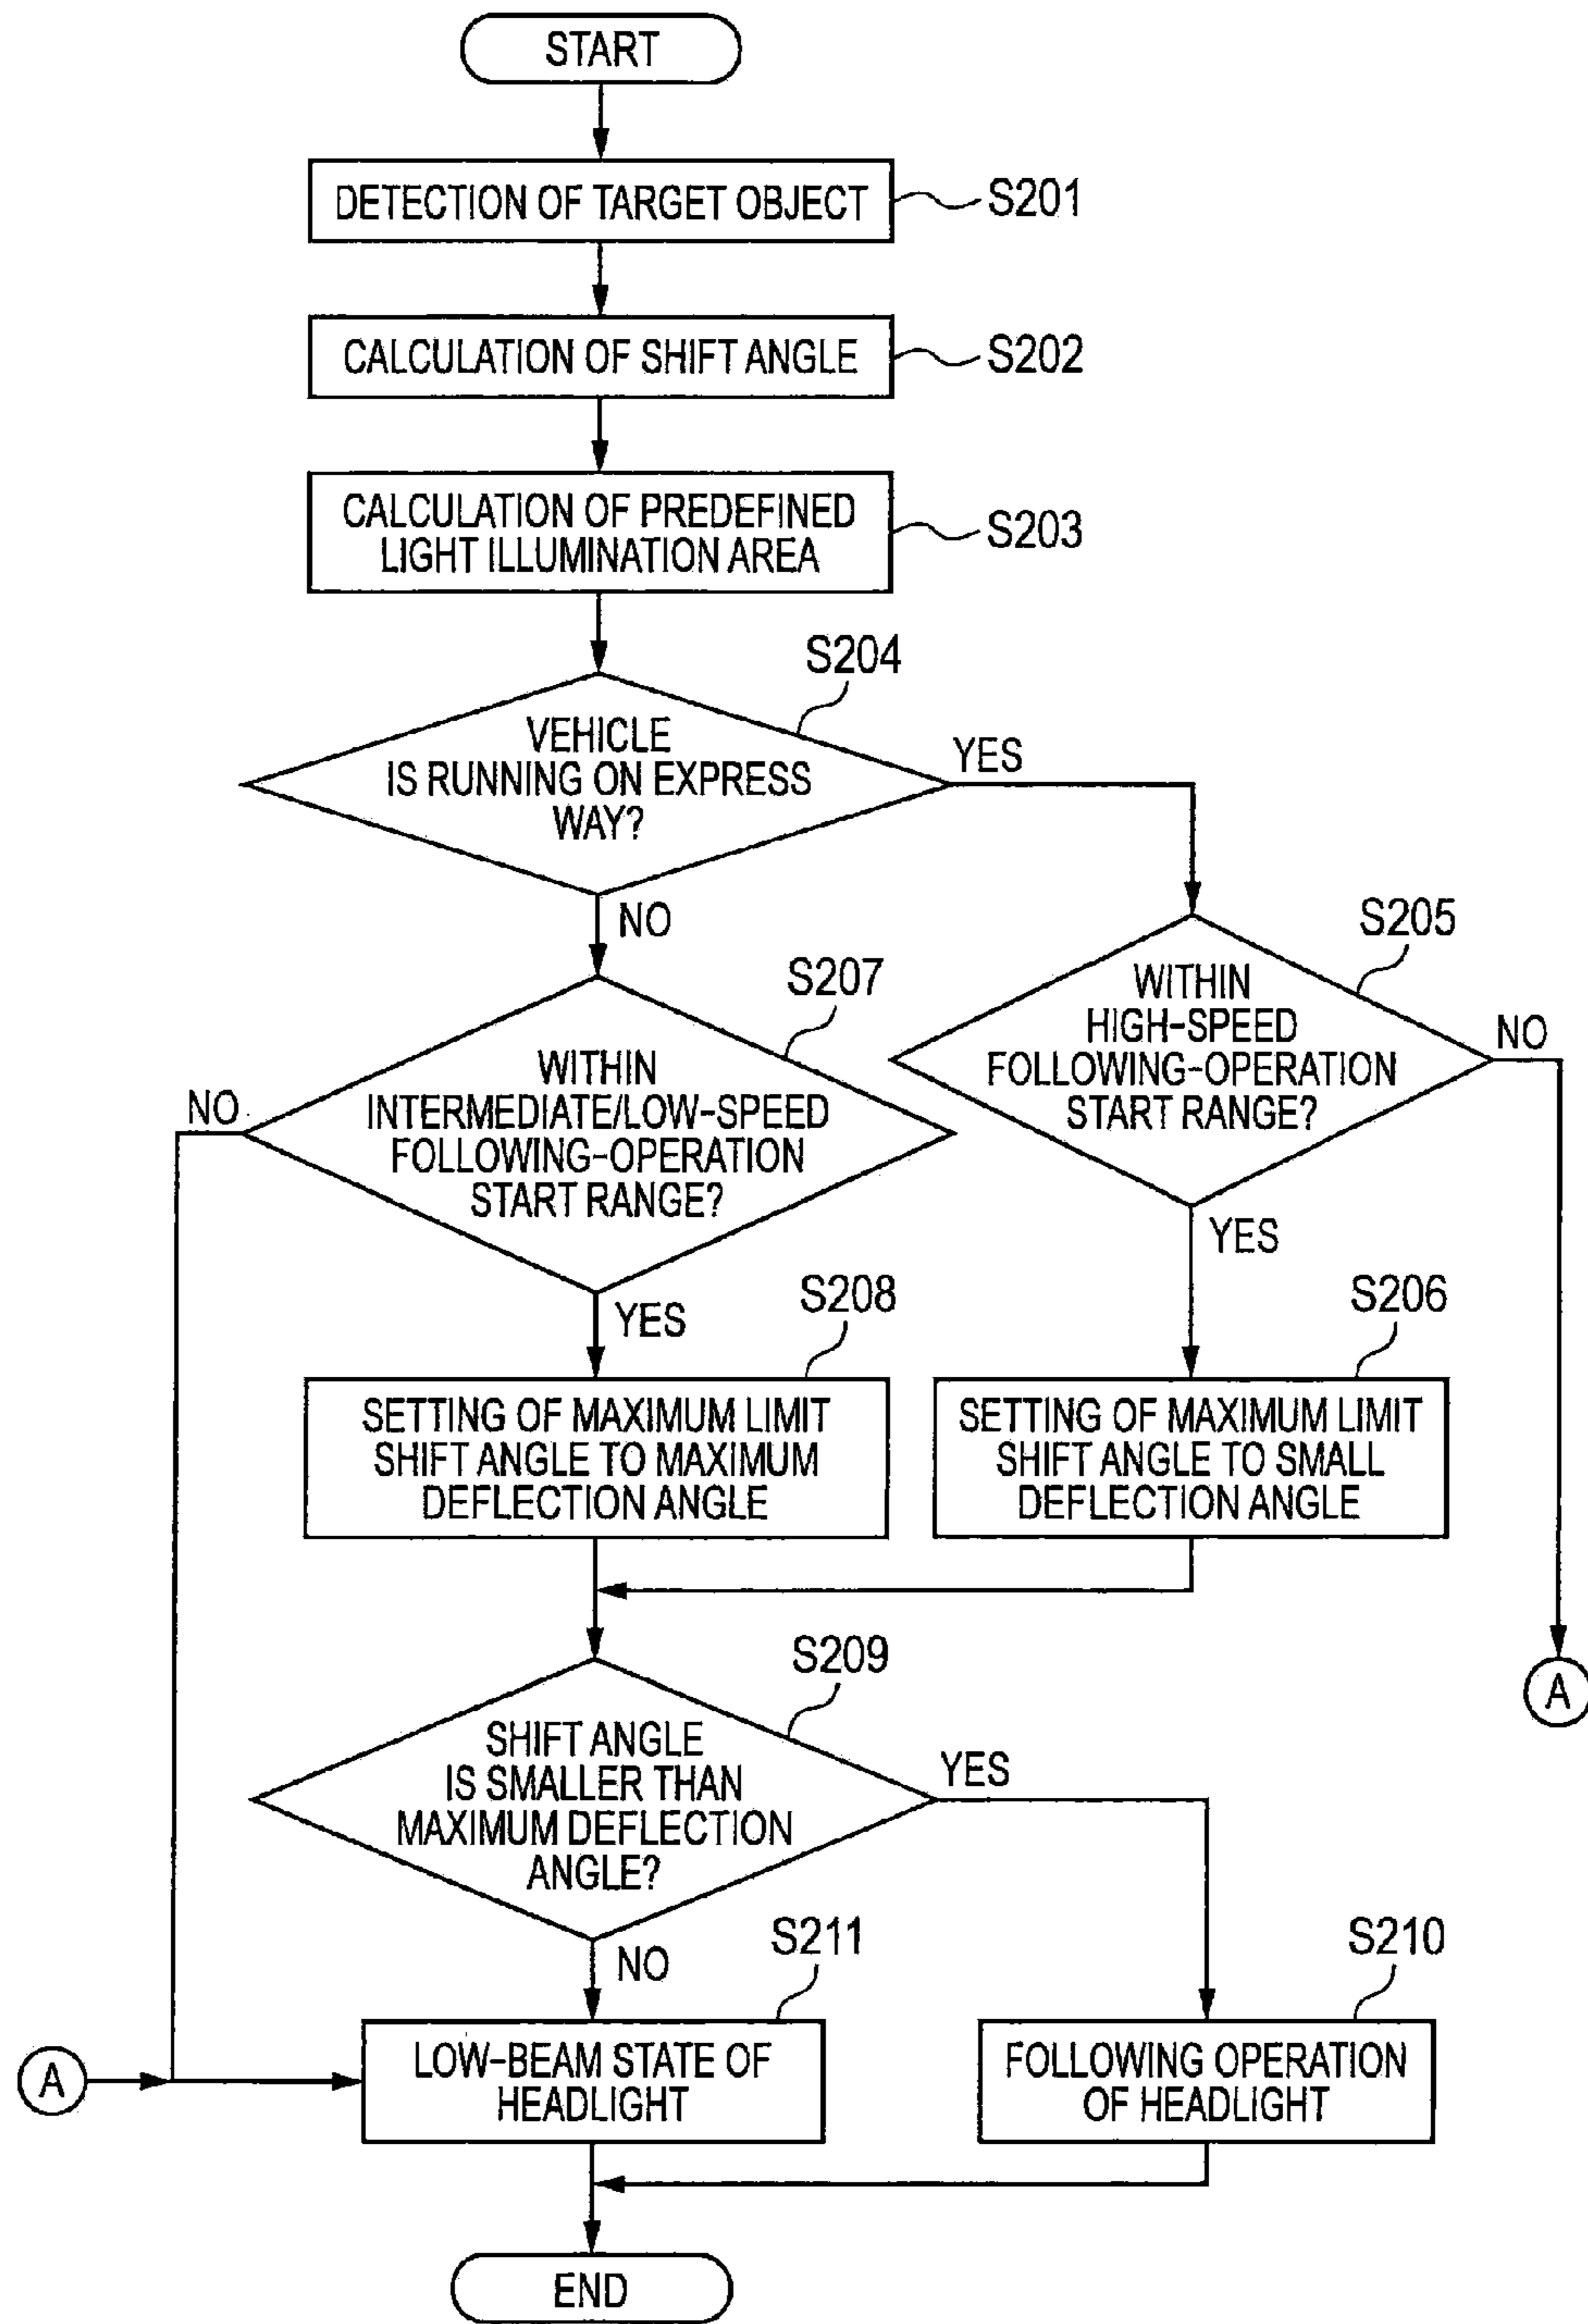 START
DETECTION OF TARGET OBJECT
S201
CALCULATION OF SHIFT ANGLE
S202
CALCULATION OF PREDEFINED
LIGHT ILLUMINATION AREA
S203
S204
VEHICLE
IS RUNNING ON EXPRESS
WAY?
YES
NO
S205
WITHIN
HIGH-SPEED
FOLLOWING-OPERATION
START RANGE?
NO
YES
S207
WITHIN
INTERMEDIATE/LOW-SPEED
FOLLOWING-OPERATION
START RANGE?
NO
YES
S208
SETTING OF MAXIMUM LIMIT
SHIFT ANGLE TO MAXIMUM
DEFLECTION ANGLE
S206
SETTING OF MAXIMUM LIMIT
SHIFT ANGLE TO SMALL
DEFLECTION ANGLE
A
S209
SHIFT ANGLE
IS SMALLER THAN
MAXIMUM DEFLECTION
ANGLE?
YES
NO
S211
A
LOW-BEAM STATE OF
HEADLIGHT
S210
FOLLOWING OPERATION
OF HEADLIGHT
END